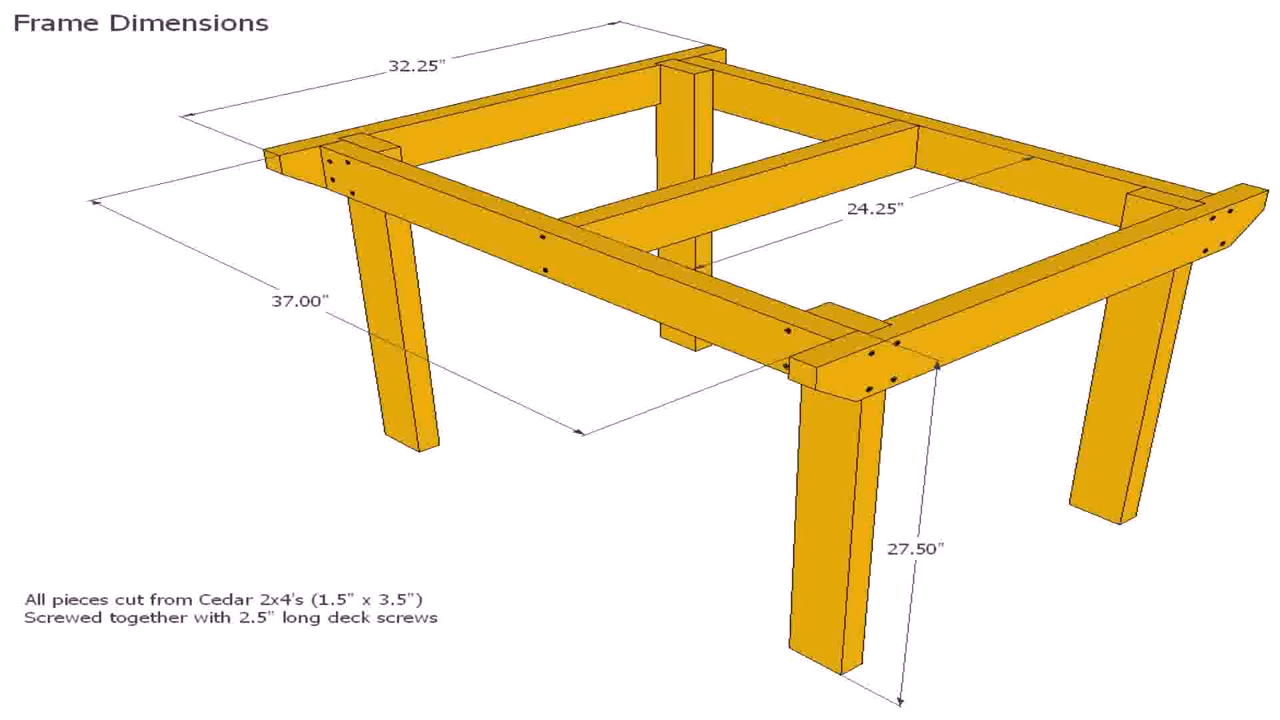 Frame Dimensions
32.25"
24.25"
37.00"
27.50"
All pieces cut from Cedar 2x4's (1.5" x 3.5")
Screwed together with 2.5" long deck screws